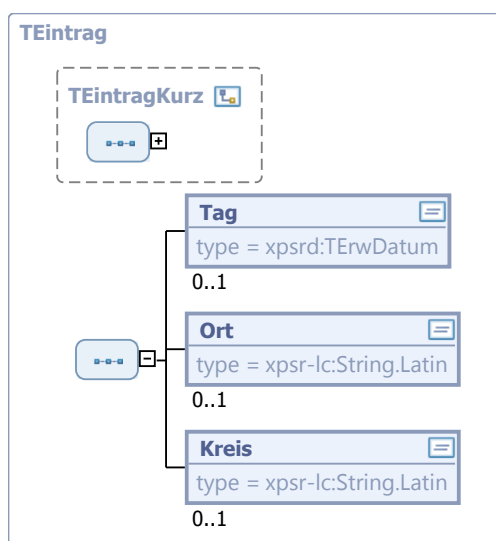 TEintrag
TEintragKurz
Tag
type = xpsrd:TErwDatum
0..1
Ort
type = xpsr-lc:String.Latin
0..1
Kreis
type = xpsr-lc:String.Latin
0..1